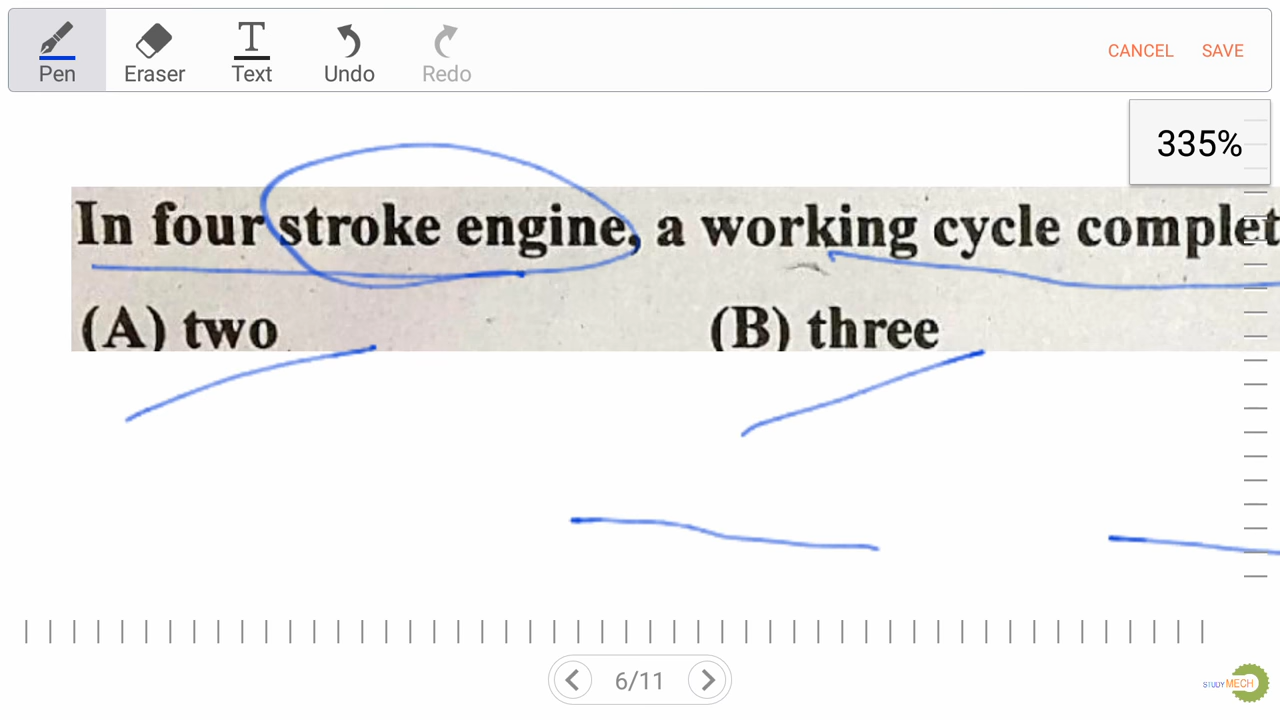 Pen Eraser Text Undo Redo CANCEL SAVE
335%
In four stroke engine, a working cycle complet
(A) two (B) three
6/11
STUDY MECH